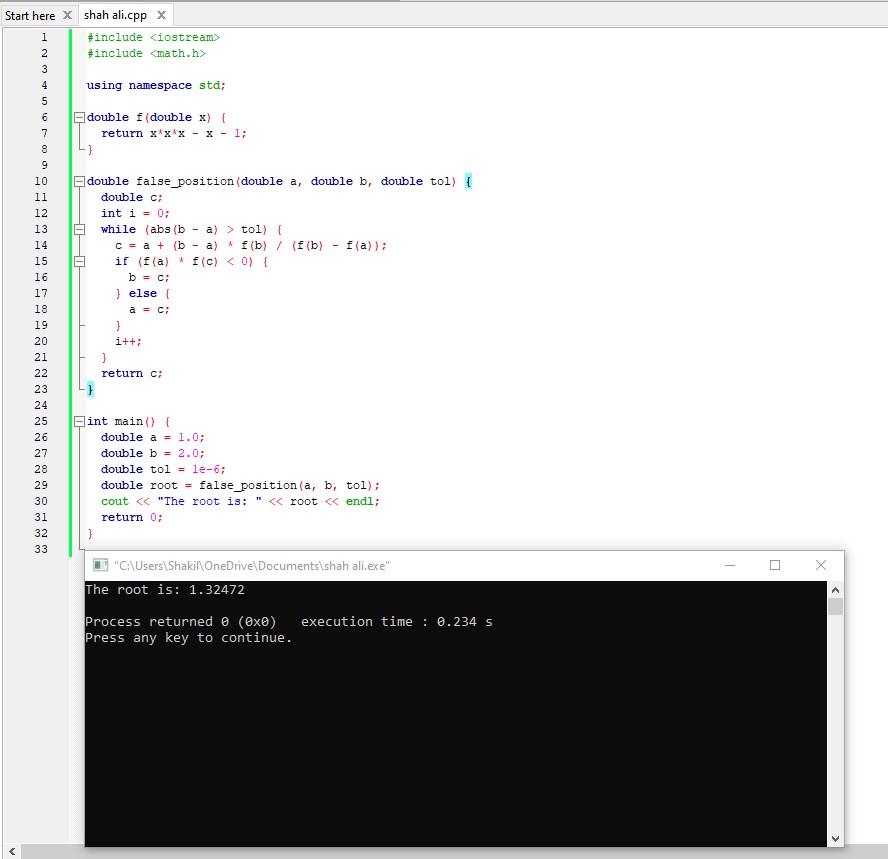 Start here shah ali.cpp
1 #include <iostream>
2 #include <math.h>
3
4 using namespace std;
5
6 double f(double x) {
7 return x*x*x - x - 1;
8 }
9
10 double false_position(double a, double b, double tol) {
11 double c;
12 int i = 0;
13 while (abs(b - a) > tol) {
14 c = a + (b - a) * f(b) / (f(b) - f(a));
15 if (f(a) * f(c) < 0) {
16 b = c;
17 } else {
18 a = c;
19 }
20 i++;
21 }
22 return c;
23 }
24
25 int main() {
26 double a = 1.0;
27 double b = 2.0;
28 double tol = 1e-6;
29 double root = false_position(a, b, tol);
30 cout << "The root is: " << root << endl;
31 return 0;
32 }
33
"C:\Users\Shakil\OneDrive\Documents\shah ali.exe"
The root is: 1.32472
Process returned 0 (0x0) execution time : 0.234 s
Press any key to continue.